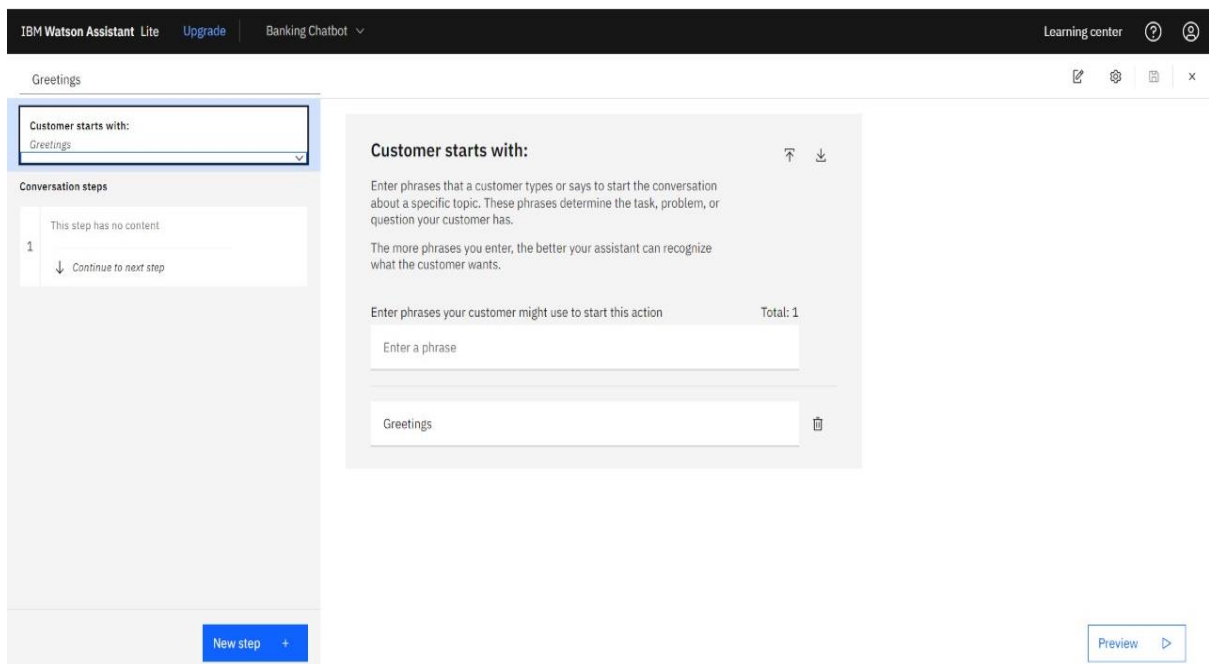 IBM Watson Assistant Lite Upgrade Banking Chatbot Learning center
Greetings
Customer starts with:
Greetings
Conversation steps
1
This step has no content
Continue to next step
New step +
Customer starts with:
Enter phrases that a customer types or says to start the conversation
about a specific topic. These phrases determine the task, problem, or
question your customer has.
The more phrases you enter, the better your assistant can recognize
what the customer wants.
Enter phrases your customer might use to start this action Total: 1
Enter a phrase
Greetings
Preview